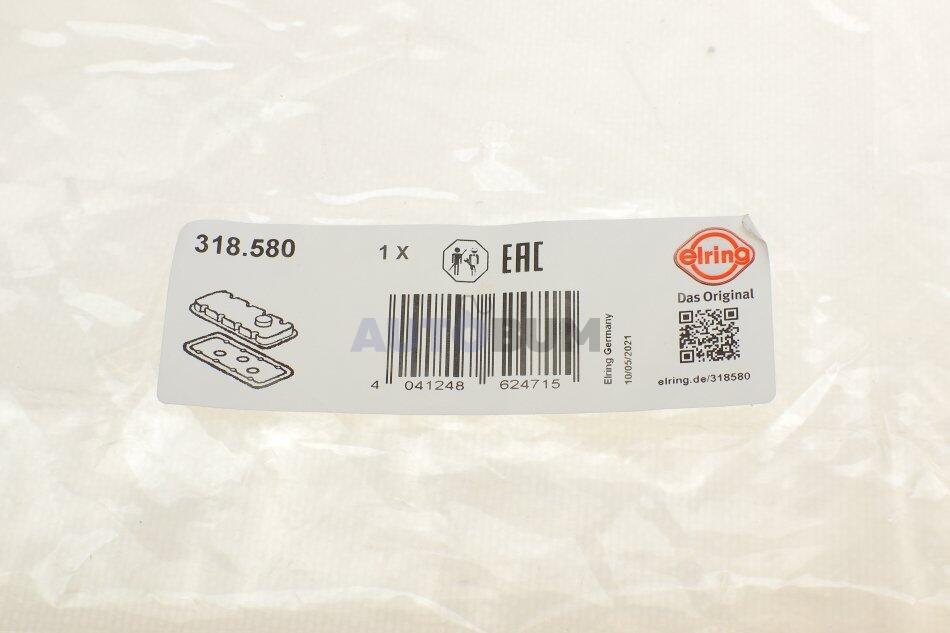 318.580
1 X
EAC
elring
Das Original
AUTOBUM
4 041248 624715
Elring Germany
10/05/2021
elring.de/318580